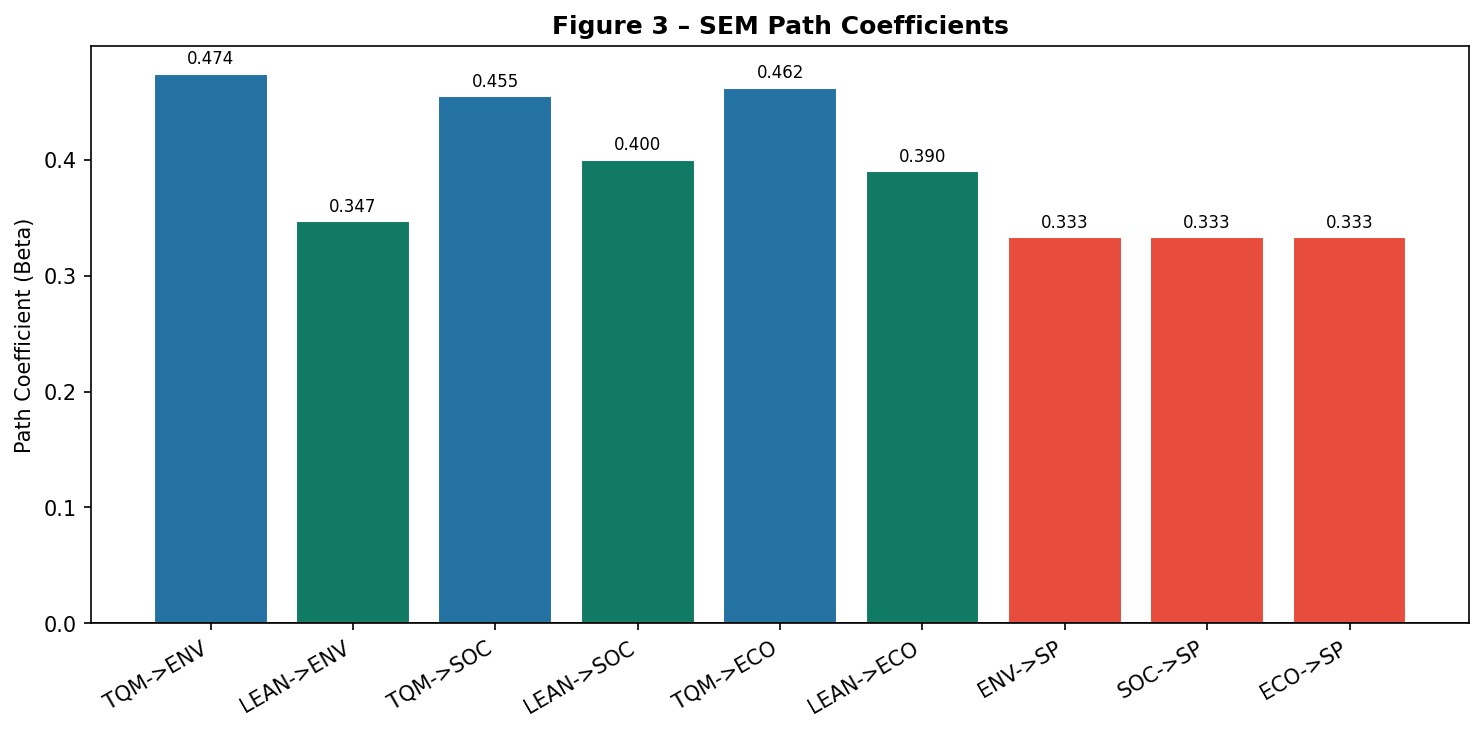 Figure 3 – SEM Path Coefficients
0.474
0.455
0.462
0.400
0.390
0.347
0.333
0.333
0.333
Path Coefficient (Beta)
0.4
0.3
0.2
0.1
0.0
TQM->ENV
LEAN->ENV
TQM->SOC
LEAN->SOC
TQM->ECO
LEAN->ECO
ENV->SP
SOC->SP
ECO->SP